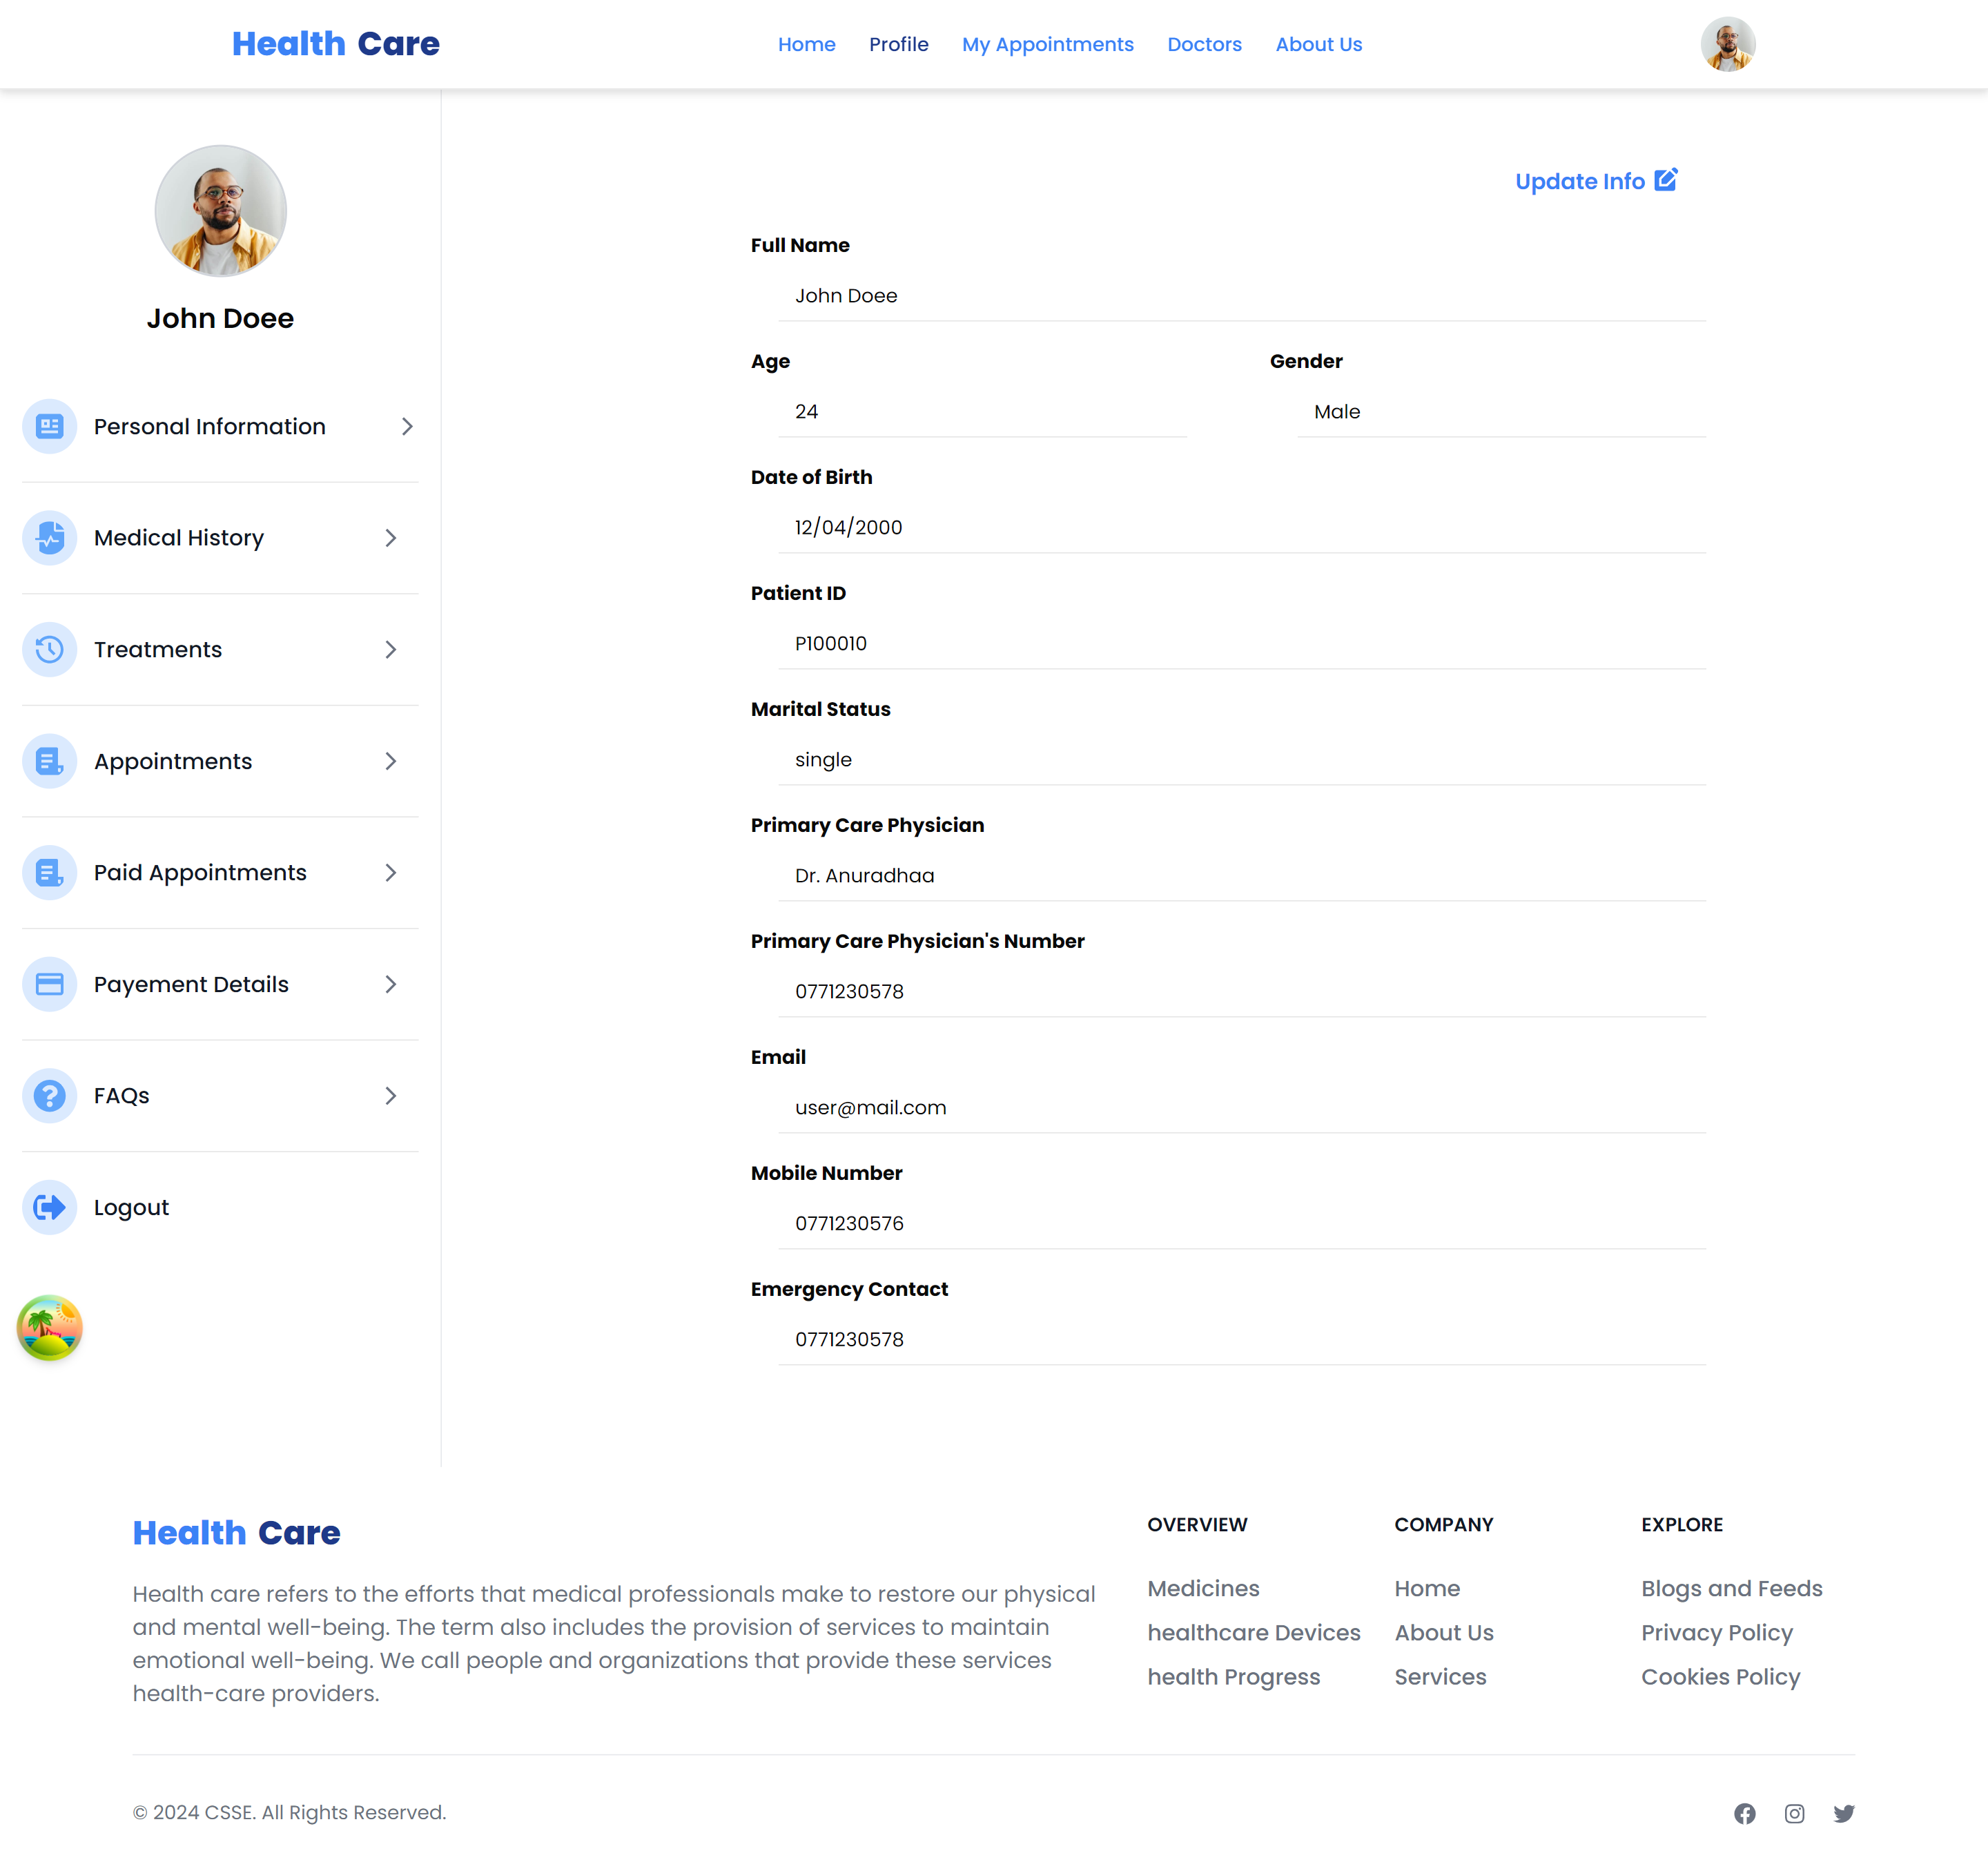 Health Care
Home Profile My Appointments Doctors About Us
John Doee
Personal Information
Medical History
Treatments
Appointments
Paid Appointments
Payement Details
FAQs
Logout
Update Info
Full Name
John Doee
Age Gender
24 Male
Date of Birth
12/04/2000
Patient ID
P100010
Marital Status
single
Primary Care Physician
Dr. Anuradhaa
Primary Care Physician's Number
0771230578
Email
user@mail.com
Mobile Number
0771230576
Emergency Contact
0771230578
Health Care
Health care refers to the efforts that medical professionals make to restore our physical
and mental well-being. The term also includes the provision of services to maintain
emotional well-being. We call people and organizations that provide these services
health-care providers.
OVERVIEW
Medicines
healthcare Devices
health Progress
COMPANY
Home
About Us
Services
EXPLORE
Blogs and Feeds
Privacy Policy
Cookies Policy
© 2024 CSSE. All Rights Reserved.